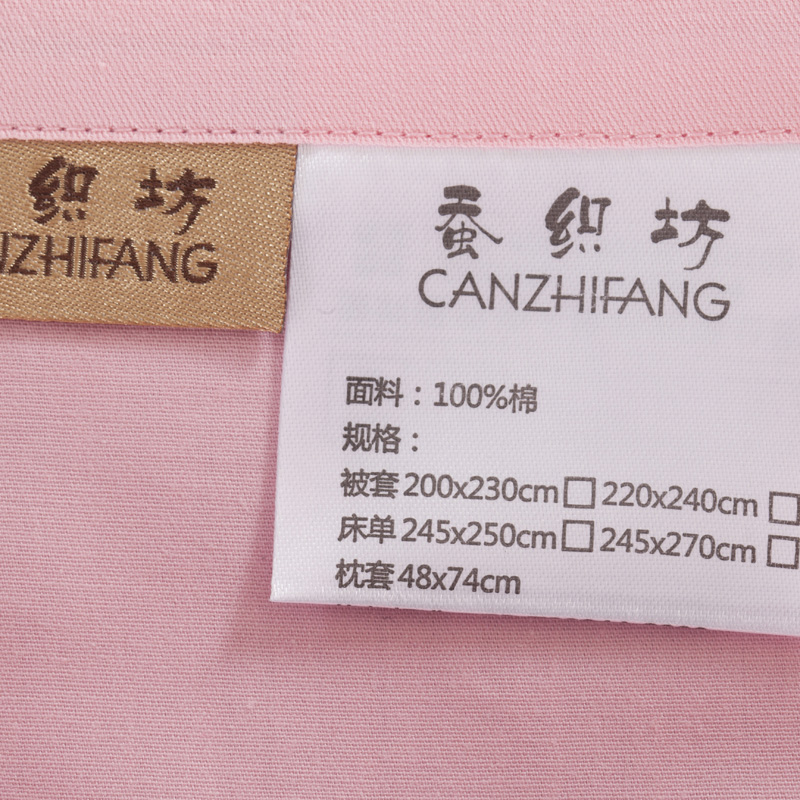 织坊
NZHIFANG
蚕织坊
CANZHIFANG
面料：100%棉
规格：
被套200x230cm□ 220x240cm□
床单245x250cm□245x270cm□
枕套48x74cm